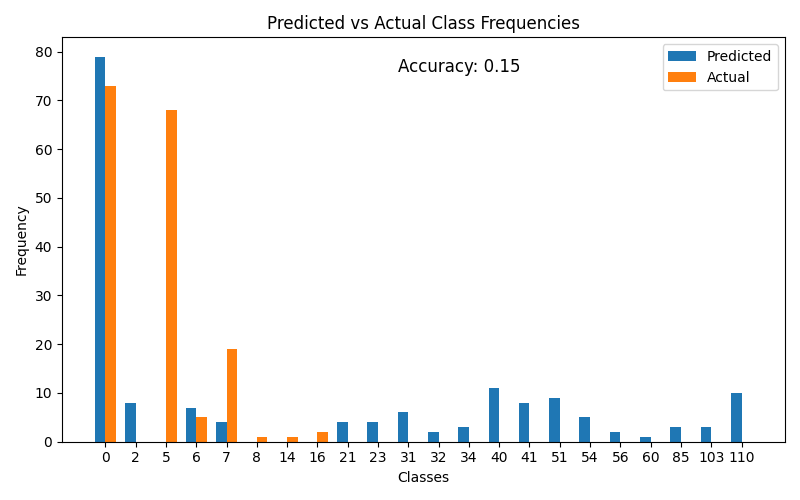 Predicted vs Actual Class Frequencies
Accuracy: 0.15
Predicted
Actual
Frequency
80
70
60
50
40
30
20
10
0
0 2 5 6 7 8 14 16 21 23 31 32 34 40 41 51 54 56 60 85 103 110
Classes